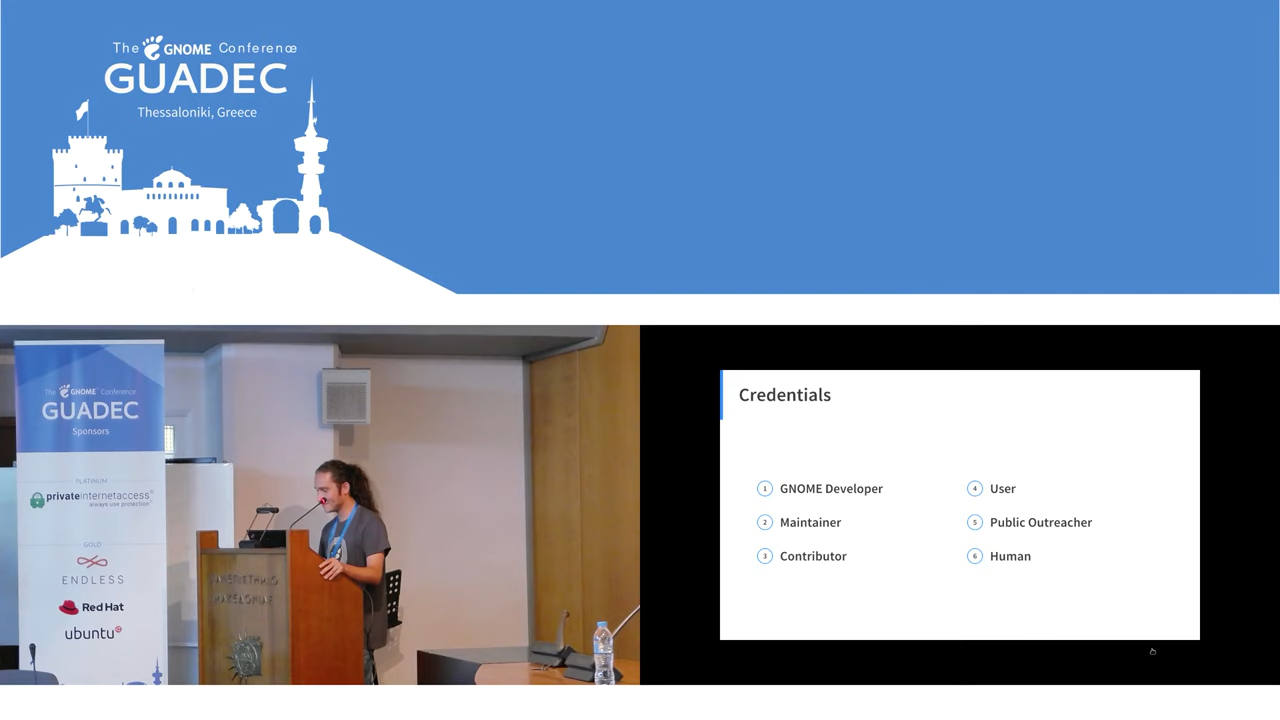 The GNOME Conference
GUADEC
Thessaloniki, Greece
The GNOME Conference
GUADEC
Sponsors
PLATINUM
privateinternetaccess®
always use protection
GOLD
ENDLESS
Red Hat
ubuntu®
ΜΑΚΕΔΟΝΙΑΣ
Credentials
1 GNOME Developer
2 Maintainer
3 Contributor
4 User
5 Public Outreacher
6 Human